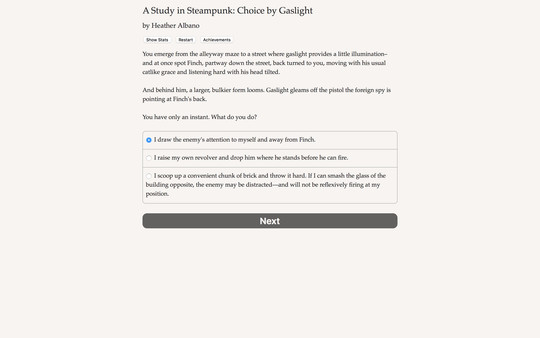 A Study in Steampunk: Choice by Gaslight
by Heather Albano
Show Stats Restart Achievements
You emerge from the alleyway maze to a street where gaslight provides a little illumination–
and at once spot Finch, partway down the street, back turned to you, moving with his usual
catlike grace and listening hard with his head tilted.
And behind him, a larger, bulkier form looms. Gaslight gleams off the pistol the foreign spy is
pointing at Finch's back.
You have only an instant. What do you do?
I draw the enemy's attention to myself and away from Finch.
I raise my own revolver and drop him where he stands before he can fire.
I scoop up a convenient chunk of brick and throw it hard. If I can smash the glass of the
building opposite, the enemy may be distracted—and will not be reflexively firing at my
position.
Next